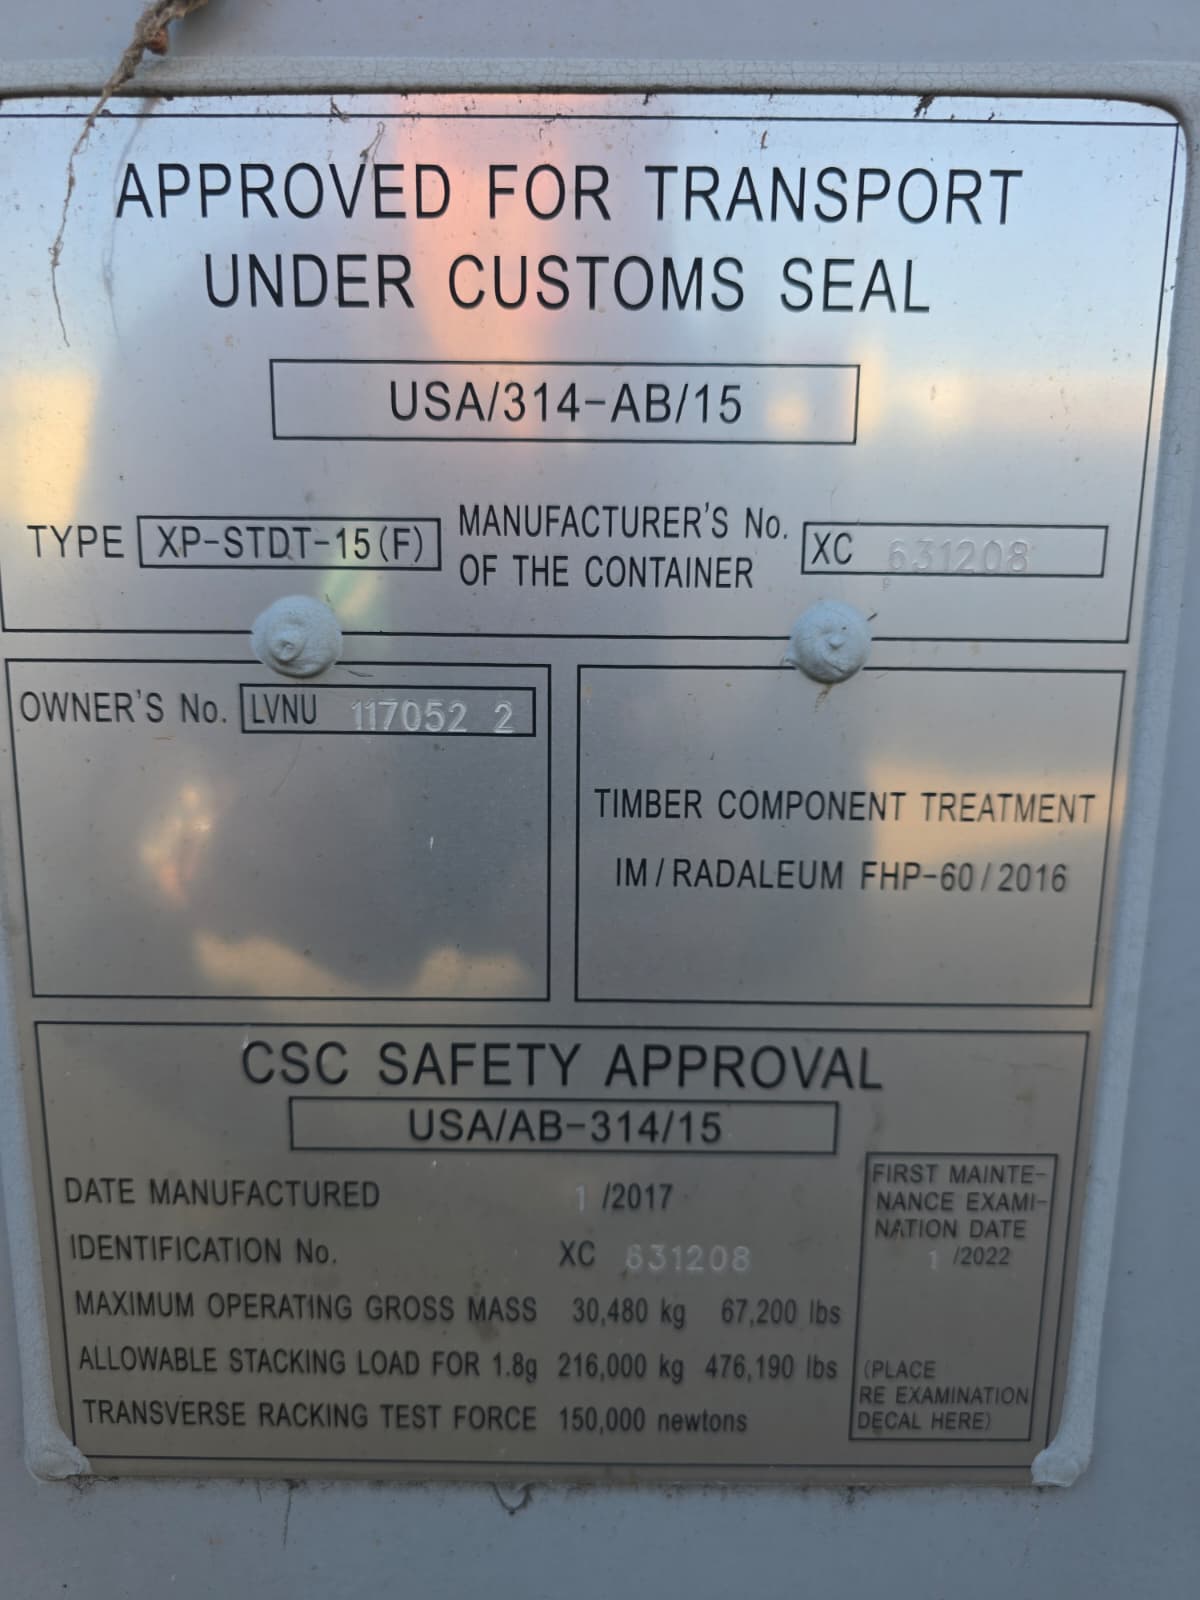 APPROVED FOR TRANSPORT
UNDER CUSTOMS SEAL
USA/314-AB/15
TYPE XP-STDT-15(F) MANUFACTURER'S No. OF THE CONTAINER XC 631208
OWNER'S No. LVNU 117052 2
TIMBER COMPONENT TREATMENT
IM/RADALEUM FHP-60/2016
CSC SAFETY APPROVAL
USA/AB-314/15
DATE MANUFACTURED 1/2017
IDENTIFICATION No. XC 631208
MAXIMUM OPERATING GROSS MASS 30,480 kg 67,200 lbs
ALLOWABLE STACKING LOAD FOR 1.8g 216,000 kg 476,190 lbs
TRANSVERSE RACKING TEST FORCE 150,000 newtons
FIRST MAINTE-
NANCE EXAMI-
NATION DATE
1/2022
(PLACE
RE EXAMINATION
DECAL HERE)